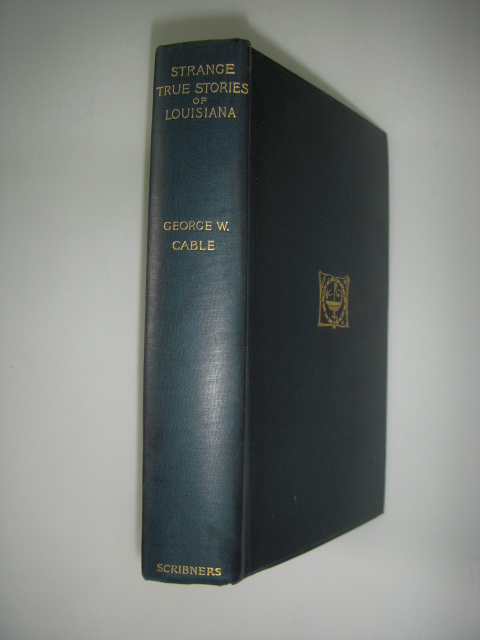 STRANGE
TRUE STORIES
OF
LOUISIANA
GEORGE W.
CABLE
SCRIBNERS